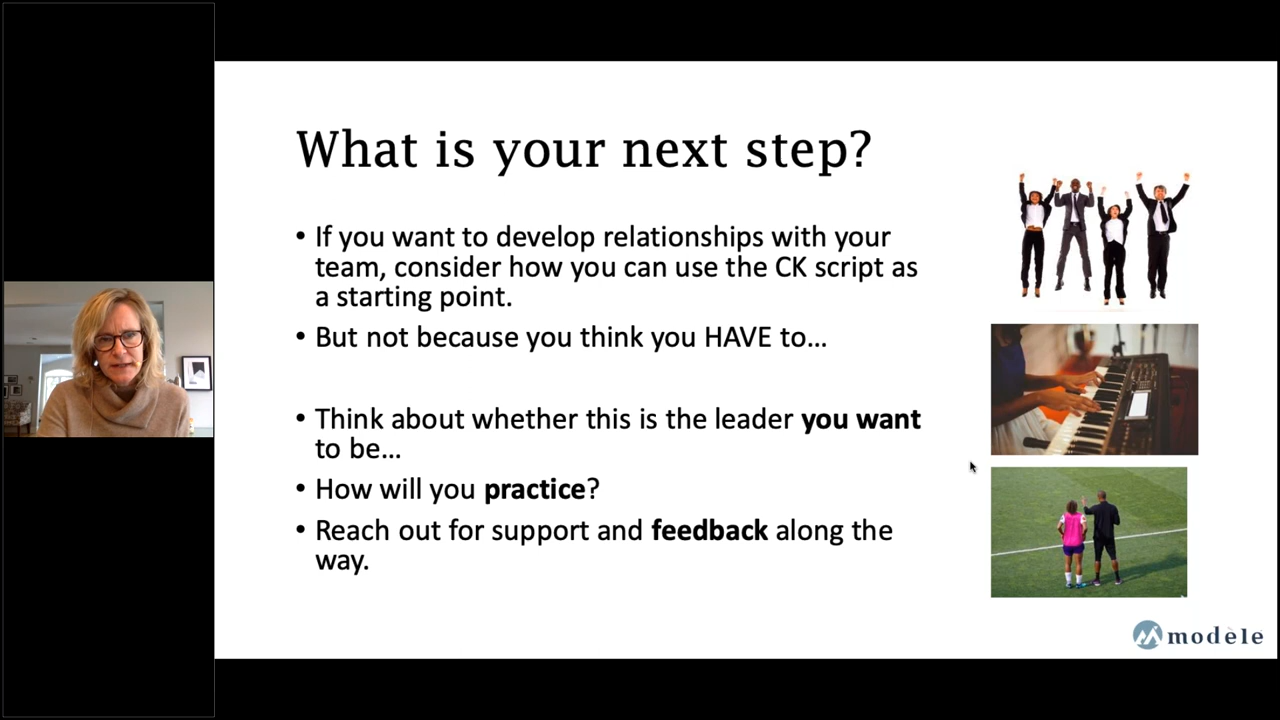 What is your next step?
• If you want to develop relationships with your
team, consider how you can use the CK script as
a starting point.
• But not because you think you HAVE to...
• Think about whether this is the leader you want
to be...
• How will you practice?
• Reach out for support and feedback along the
way.
modèle